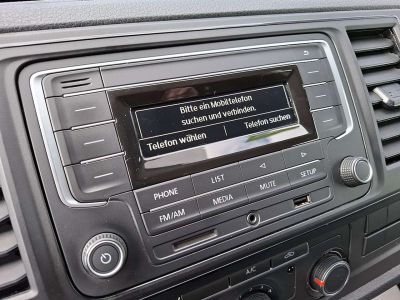 Bitte ein Mobiltelefon
suchen und verbinden.
Telefon wählen
Telefon suchen
PHONE
LIST
FM/AM
MEDIA
MUTE
SETUP
A/C